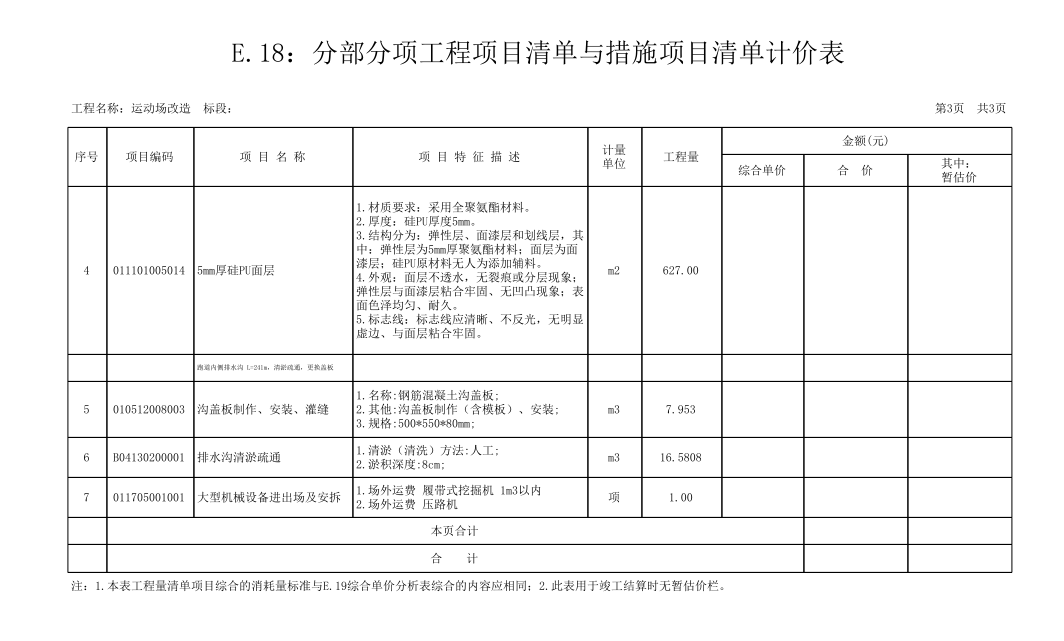 E.18：分部分项工程项目清单与措施项目清单计价表
工程名称：运动场改造 标段：
第3页 共3页
序号 项目编码 项 目 名 称 项 目 特 征 描 述 计量单位 工程量 金额(元)
综合单价 合 价 其中：暂估价
4 011101005014 5mm厚硅PU面层
1.材质要求：采用全聚氨酯材料。
2.厚度：硅PU厚度5mm。
3.结构分为：弹性层、面漆层和划线层，其
中：弹性层为5mm厚聚氨酯材料；面层为面
漆层；硅PU原材料无人为添加辅料。
4.外观：面层不透水，无裂痕或分层现象；
弹性层与面漆层粘合牢固、无凹凸现象；表
面色泽均匀、耐久。
5.标志线：标志线应清晰、不反光，无明显
虚边、与面层粘合牢固。
m2 627.00
跑道内侧排水沟 L=241m，清淤疏通，更换盖板
5 010512008003 沟盖板制作、安装、灌缝
1.名称:钢筋混凝土沟盖板;
2.其他:沟盖板制作（含模板）、安装;
3.规格:500*550*80mm;
m3 7.953
6 B04130200001 排水沟清淤疏通
1.清淤（清洗）方法:人工;
2.淤积深度:8cm;
m3 16.5808
7 011705001001 大型机械设备进出场及安拆
1.场外运费 履带式挖掘机 1m3以内
2.场外运费 压路机
项 1.00
本页合计
合 计
注：1.本表工程量清单项目综合的消耗量标准与E.19综合单价分析表综合的内容应相同；2.此表用于竣工结算时无暂估价栏。